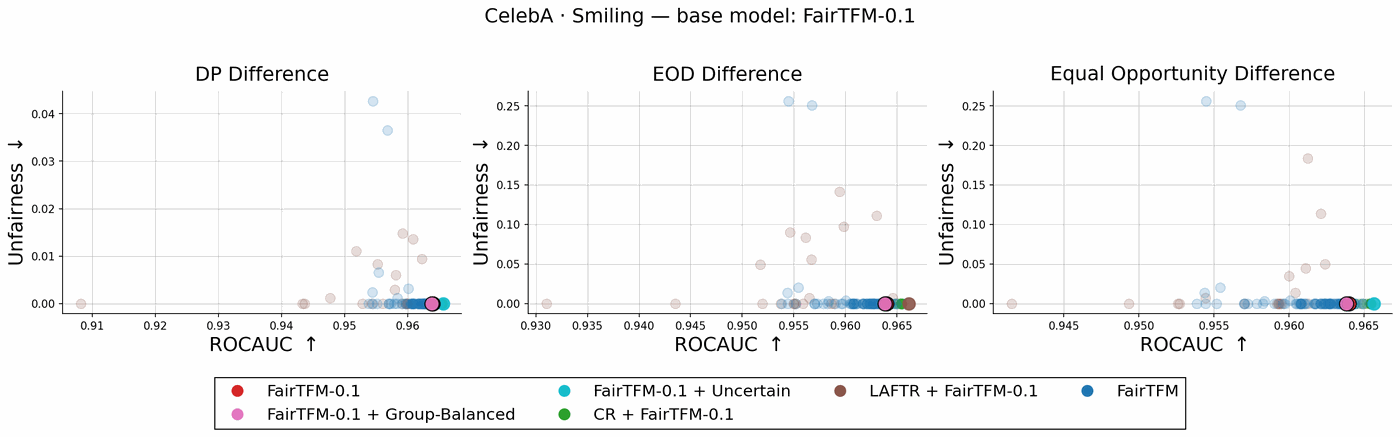 CelebA · Smiling — base model: FairTFM-0.1
DP Difference
Unfairness ↓
0.04
0.03
0.02
0.01
0.00
0.91
0.92
0.93
0.94
0.95
0.96
ROCAUC ↑
EOD Difference
Unfairness ↓
0.25
0.20
0.15
0.10
0.05
0.00
0.930
0.935
0.940
0.945
0.950
0.955
0.960
0.965
ROCAUC ↑
Equal Opportunity Difference
Unfairness ↓
0.25
0.20
0.15
0.10
0.05
0.00
0.945
0.950
0.955
0.960
0.965
ROCAUC ↑
FairTFM-0.1
FairTFM-0.1 + Uncertain
LAFTR + FairTFM-0.1
FairTFM
FairTFM-0.1 + Group-Balanced
CR + FairTFM-0.1